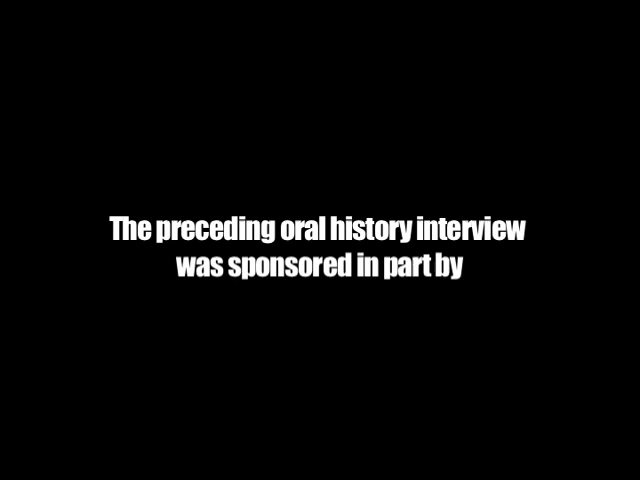 The preceding oral history interview
was sponsored in part by